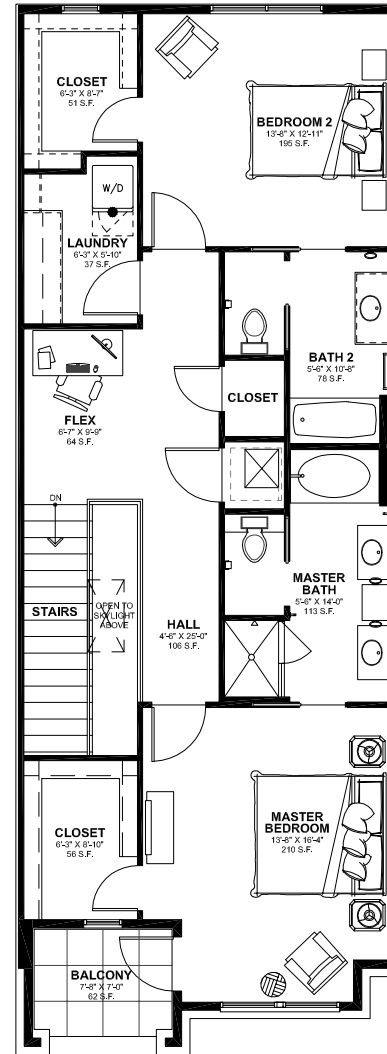 CLOSET
6'-3" X 8'-7"
51 S.F.
BEDROOM 2
13'-8" X 12'-11"
195 S.F.
W/D
LAUNDRY
6'-3" X 5'-10"
37 S.F.
BATH 2
5'-6" X 10'-8"
78 S.F.
CLOSET
FLEX
6'-7" X 9'-9"
64 S.F.
DN
STAIRS
OPEN TO
SKYLIGHT
ABOVE
HALL
4'-6" X 25'-0"
106 S.F.
MASTER
BATH
5'-6" X 14'-0"
113 S.F.
MASTER
BEDROOM
13'-8" X 16'-4"
210 S.F.
CLOSET
6'-3" X 8'-10"
56 S.F.
BALCONY
7'-8" X 7'-0"
62 S.F.